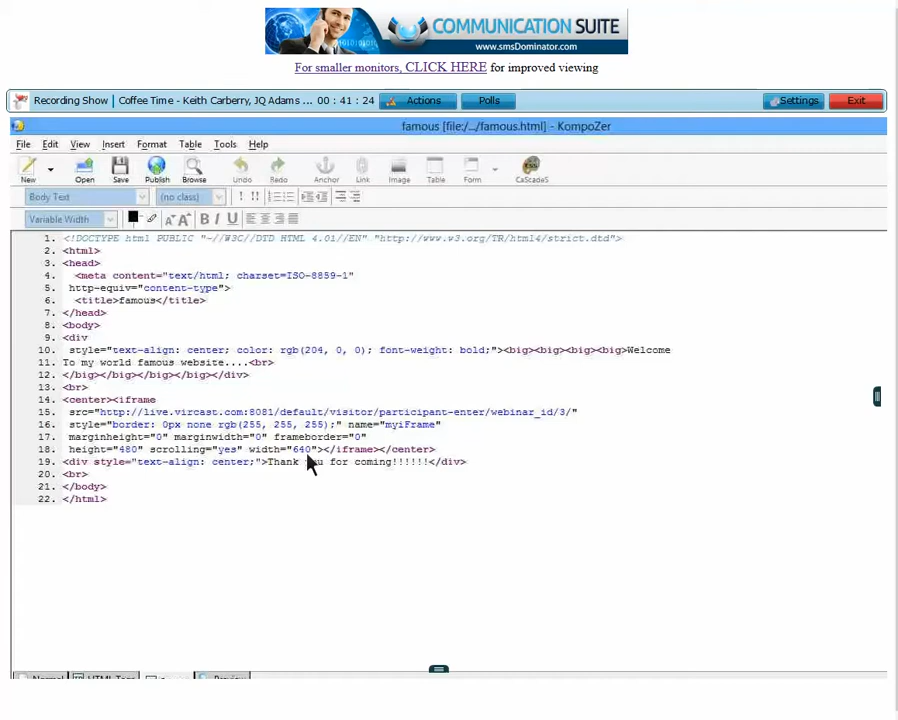 COMMUNICATION SUITE
www.smsDominator.com
For smaller monitors, CLICK HERE for improved viewing
Recording Show | Coffee Time - Keith Carberry, JQ Adams ... 00 : 41 : 24 Actions Polls Settings Exit
famous [file:/.../famous.html] - KompoZer
File Edit View Insert Format Table Tools Help
New Open Save Publish Browse Undo Redo Anchor Link Image Table Form CaScadeS
Body Text (no class) ! !!
Variable Width A A B I U
1. <!DOCTYPE html PUBLIC "-//W3C//DTD HTML 4.01//EN" "http://www.w3.org/TR/html4/strict.dtd">
2. <html>
3. <head>
4. <meta content="text/html; charset=ISO-8859-1"
5. http-equiv="content-type">
6. <title>famous</title>
7. </head>
8. <body>
9. <div
10. style="text-align: center; color: rgb(204, 0, 0); font-weight: bold;"><big><big><big><big>Welcome
11. To my world famous website....<br>
12. </big></big></big></big></div>
13. <br>
14. <center><iframe
15. src="http://live.vircast.com:8081/default/visitor/participant-enter/webinar_id/3/"
16. style="border: 0px none rgb(255, 255, 255);" name="myiFrame"
17. marginheight="0" marginwidth="0" frameborder="0"
18. height="480" scrolling="yes" width="640"></iframe></center>
19. <div style="text-align: center;">Thank you for coming!!!!!!</div>
20. <br>
21. </body>
22. </html>
Normal HTML Tags Preview